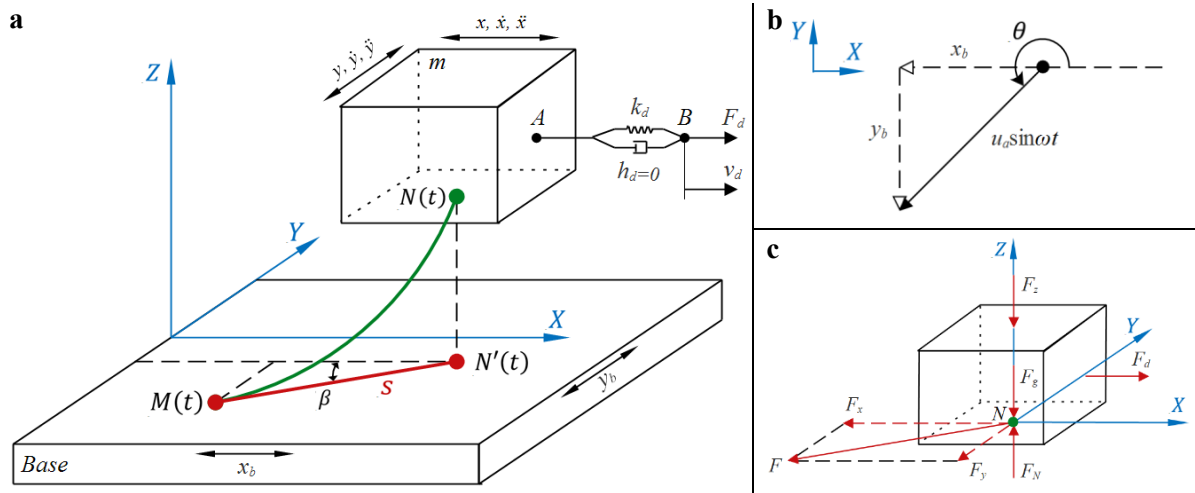 a
x, ẋ, ẍ
y, ẏ, ÿ
m
Z
A
k_d
B
F_d
h_d=0
v_d
N(t)
Y
X
M(t)
S
β
N′(t)
y_b
x_b
Base
b
Y
X
x_b
θ
y_b
u_a sinωt
c
Z
F_z
Y
F_d
F_g
X
F_x
N
F
F_y
F_N